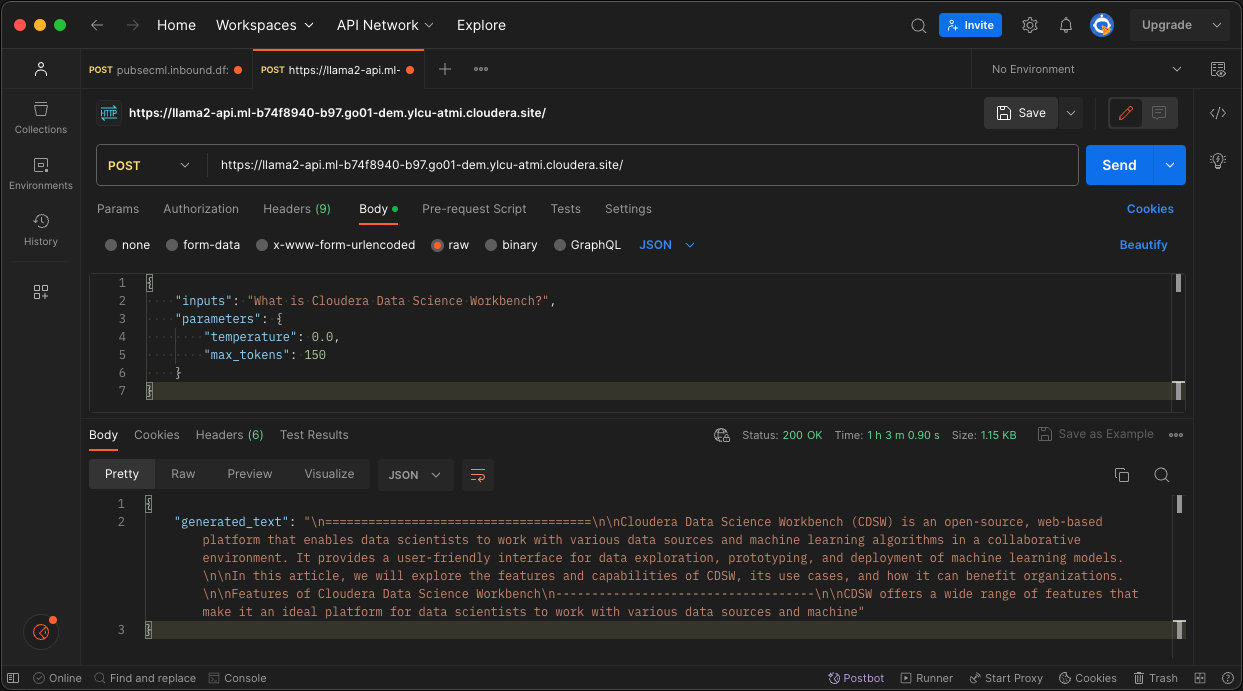 Home Workspaces API Network Explore Invite Upgrade
POST pubsecml.inbound.df: POST https://llama2-api.ml- No Environment
HTTP https://llama2-api.ml-b74f8940-b97.go01-dem.ylcu-atmi.cloudera.site/ Save
Collections
Environments
History
POST https://llama2-api.ml-b74f8940-b97.go01-dem.ylcu-atmi.cloudera.site/ Send
Params Authorization Headers (9) Body Pre-request Script Tests Settings Cookies
none form-data x-www-form-urlencoded raw binary GraphQL JSON Beautify
1 {
2 "inputs": "What is Cloudera Data Science Workbench?",
3 "parameters": {
4 "temperature": 0.0,
5 "max_tokens": 150
6 }
7 }
Body Cookies Headers (6) Test Results Status: 200 OK Time: 1 h 3 m 0.90 s Size: 1.15 KB Save as Example
Pretty Raw Preview Visualize JSON
1 {
2 "generated_text": "\n=====================================\n\nCloudera Data Science Workbench (CDSW) is an open-source, web-based
platform that enables data scientists to work with various data sources and machine learning algorithms in a collaborative
environment. It provides a user-friendly interface for data exploration, prototyping, and deployment of machine learning models.
\n\nIn this article, we will explore the features and capabilities of CDSW, its use cases, and how it can benefit organizations.
\n\nFeatures of Cloudera Data Science Workbench\n------------------------------------\n\nCDSW offers a wide range of features that
make it an ideal platform for data scientists to work with various data sources and machine"
3 }
Online Find and replace Console Postbot Runner Start Proxy Cookies Trash